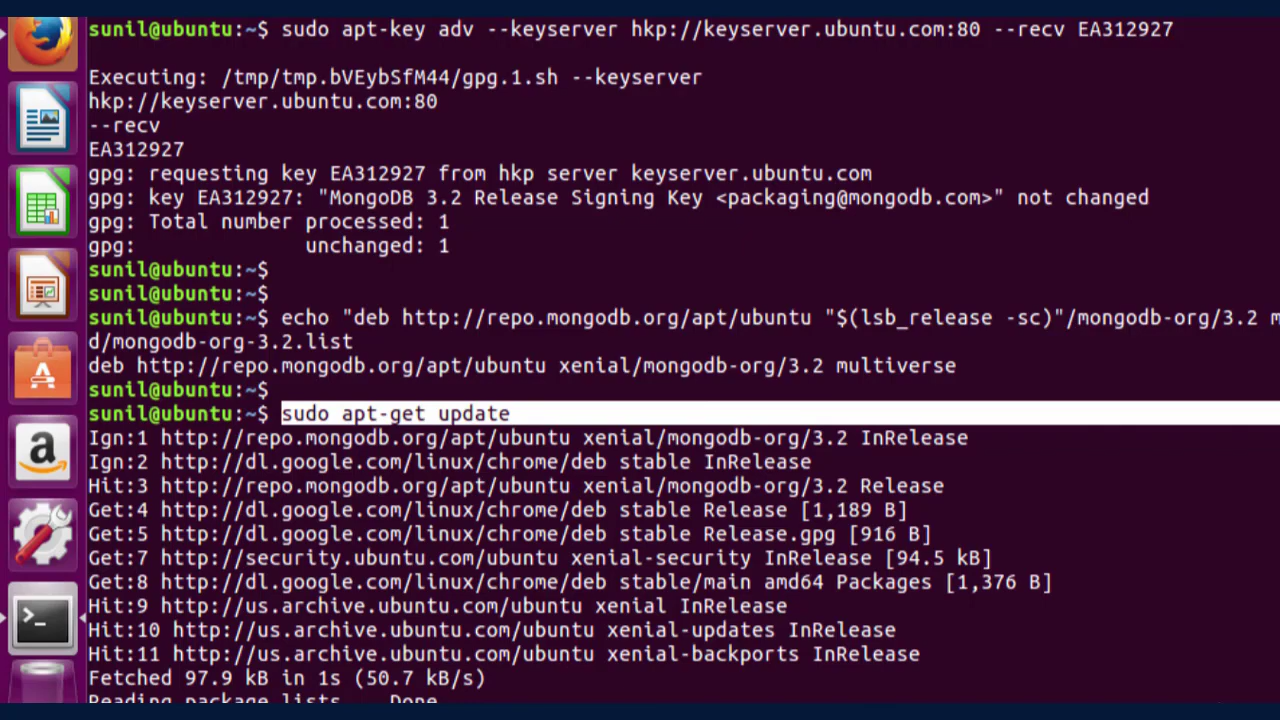 sunil@ubuntu:~$ sudo apt-key adv --keyserver hkp://keyserver.ubuntu.com:80 --recv EA312927
Executing: /tmp/tmp.bVEybSfM44/gpg.1.sh --keyserver
hkp://keyserver.ubuntu.com:80
--recv
EA312927
gpg: requesting key EA312927 from hkp server keyserver.ubuntu.com
gpg: key EA312927: "MongoDB 3.2 Release Signing Key <packaging@mongodb.com>" not changed
gpg: Total number processed: 1
gpg:              unchanged: 1
sunil@ubuntu:~$
sunil@ubuntu:~$
sunil@ubuntu:~$ echo "deb http://repo.mongodb.org/apt/ubuntu "$(lsb_release -sc)"/mongodb-org/3.2 m
d/mongodb-org-3.2.list
deb http://repo.mongodb.org/apt/ubuntu xenial/mongodb-org/3.2 multiverse
sunil@ubuntu:~$
sunil@ubuntu:~$ sudo apt-get update
Ign:1 http://repo.mongodb.org/apt/ubuntu xenial/mongodb-org/3.2 InRelease
Ign:2 http://dl.google.com/linux/chrome/deb stable InRelease
Hit:3 http://repo.mongodb.org/apt/ubuntu xenial/mongodb-org/3.2 Release
Get:4 http://dl.google.com/linux/chrome/deb stable Release [1,189 B]
Get:5 http://dl.google.com/linux/chrome/deb stable Release.gpg [916 B]
Get:7 http://security.ubuntu.com/ubuntu xenial-security InRelease [94.5 kB]
Get:8 http://dl.google.com/linux/chrome/deb stable/main amd64 Packages [1,376 B]
Hit:9 http://us.archive.ubuntu.com/ubuntu xenial InRelease
Hit:10 http://us.archive.ubuntu.com/ubuntu xenial-updates InRelease
Hit:11 http://us.archive.ubuntu.com/ubuntu xenial-backports InRelease
Fetched 97.9 kB in 1s (50.7 kB/s)
Reading package lists... Done